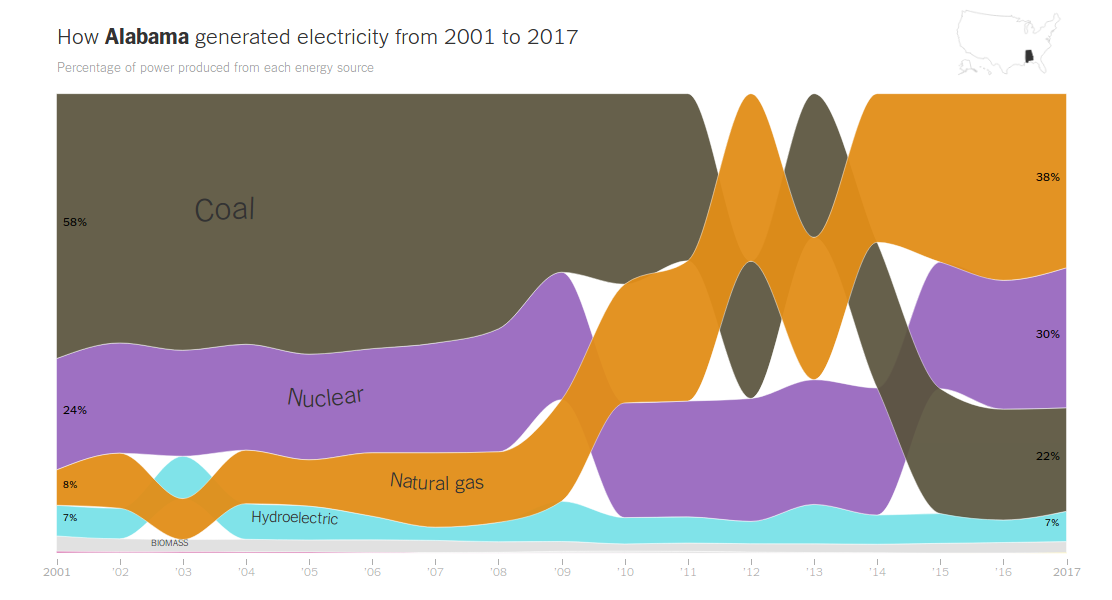 How Alabama generated electricity from 2001 to 2017
Percentage of power produced from each energy source
38%
Coal
58%
30%
Nuclear
24%
22%
Natural gas
8%
Hydroelectric
7%
7%
BIOMASS
2001 '02 '03 '04 '05 '06 '07 '08 '09 '10 '11 '12 '13 '14 '15 '16 2017